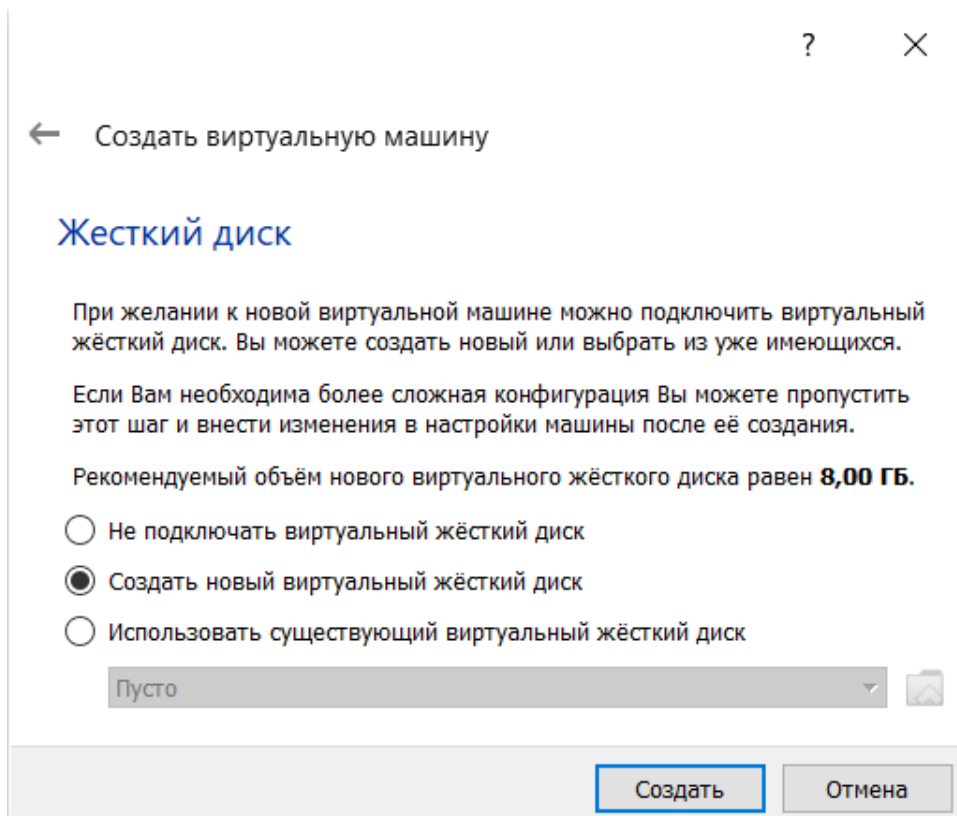 ?
Создать виртуальную машину
Жесткий диск
При желании к новой виртуальной машине можно подключить виртуальный
жёсткий диск. Вы можете создать новый или выбрать из уже имеющихся.
Если Вам необходима более сложная конфигурация Вы можете пропустить
этот шаг и внести изменения в настройки машины после её создания.
Рекомендуемый объём нового виртуального жёсткого диска равен 8,00 ГБ.
Не подключать виртуальный жёсткий диск
Создать новый виртуальный жёсткий диск
Использовать существующий виртуальный жёсткий диск
Пусто
Создать
Отмена